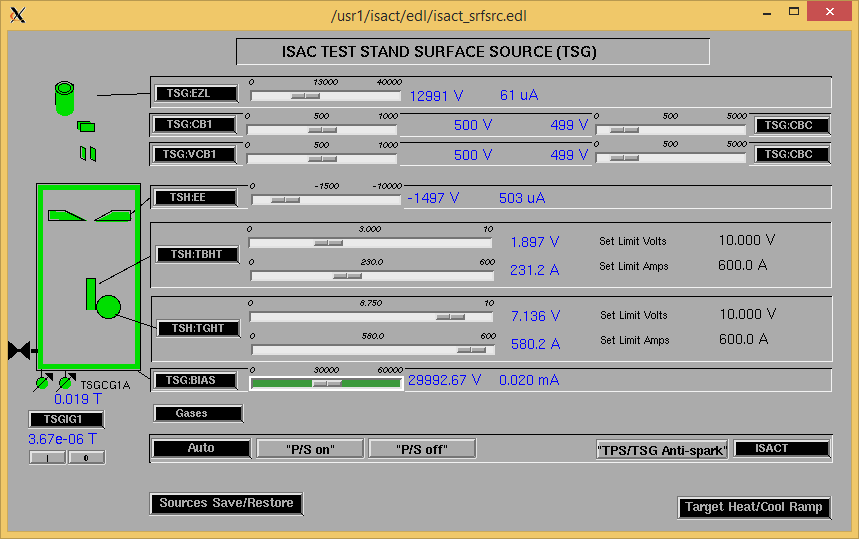 /usr1/isact/edl/isact_srfsrc.edl
ISAC TEST STAND SURFACE SOURCE (TSG)
0 13000 40000
TSG:EZL 12991 V 61 uA
0 500 1000 0 500 5000
TSG:CB1 500 V 499 V TSG:CBC
0 500 1000 0 500 5000
TSG:VCB1 500 V 499 V TSG:CBC
0 -1500 -10000
TSH:EE -1497 V 503 uA
0 3.000 10
1.897 V Set Limit Volts 10.000 V
TSH:TBHT
0 230.0 600
231.2 A Set Limit Amps 600.0 A
0 8.750 10
7.136 V Set Limit Volts 10.000 V
TSH:TGHT
0 580.0 600
580.2 A Set Limit Amps 600.0 A
0 30000 60000
TSG:BIAS 29992.67 V 0.020 mA
TSGCG1A
0.019 T
Gases
TSGIG1
3.67e-06 T
I 0
Auto "P/S on" "P/S off" "TPS/TSG Anti-spark" ISACT
Sources Save/Restore
Target Heat/Cool Ramp